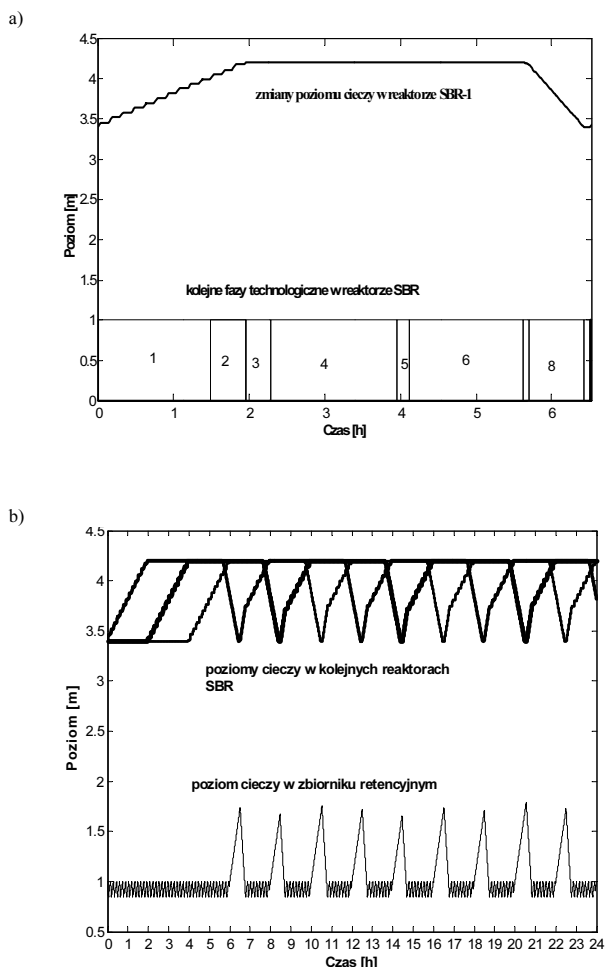 a)
4.5
4
3.5
3
2.5
2
1.5
1
0.5
0
Poziom [m]
zmiany poziomu cieczy w reaktorze SBR-1
kolejne fazy technologiczne w reaktorze SBR
1 2 3 4 5 6 8
0 1 2 3 4 5 6
Czas [h]
b)
4.5
4
3.5
3
2.5
2
1.5
1
0.5
Poziom [m]
poziomy cieczy w kolejnych reaktorach
SBR
poziom cieczy w zbiorniku retencyjnym
0 1 2 3 4 5 6 7 8 9 10 11 12 13 14 15 16 17 18 19 20 21 22 23 24
Czas [h]